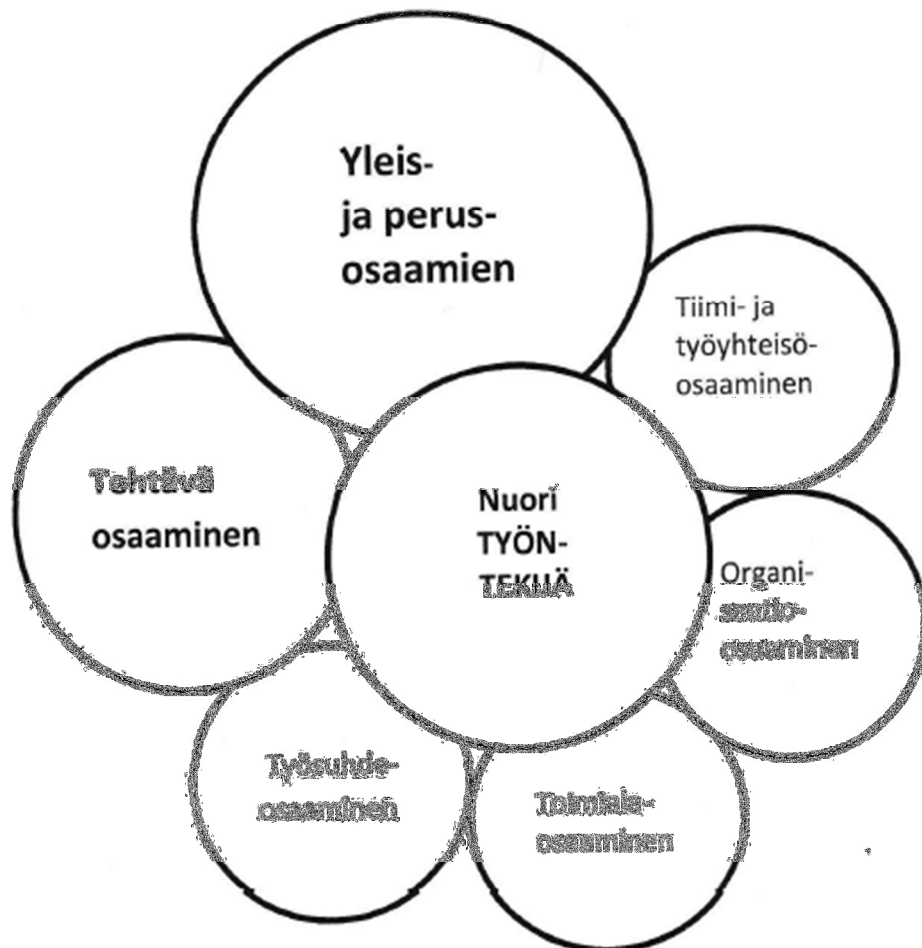 Yleis-
ja perus-
osaamien
Tiimi- ja
työyhteisö-
osaaminen
Tehtävä
osaaminen
Nuori
TYÖN-
TEKIJÄ
Organi-
saatio-
osaaminen
Työsuhde-
osaaminen
Toimiala-
osaaminen